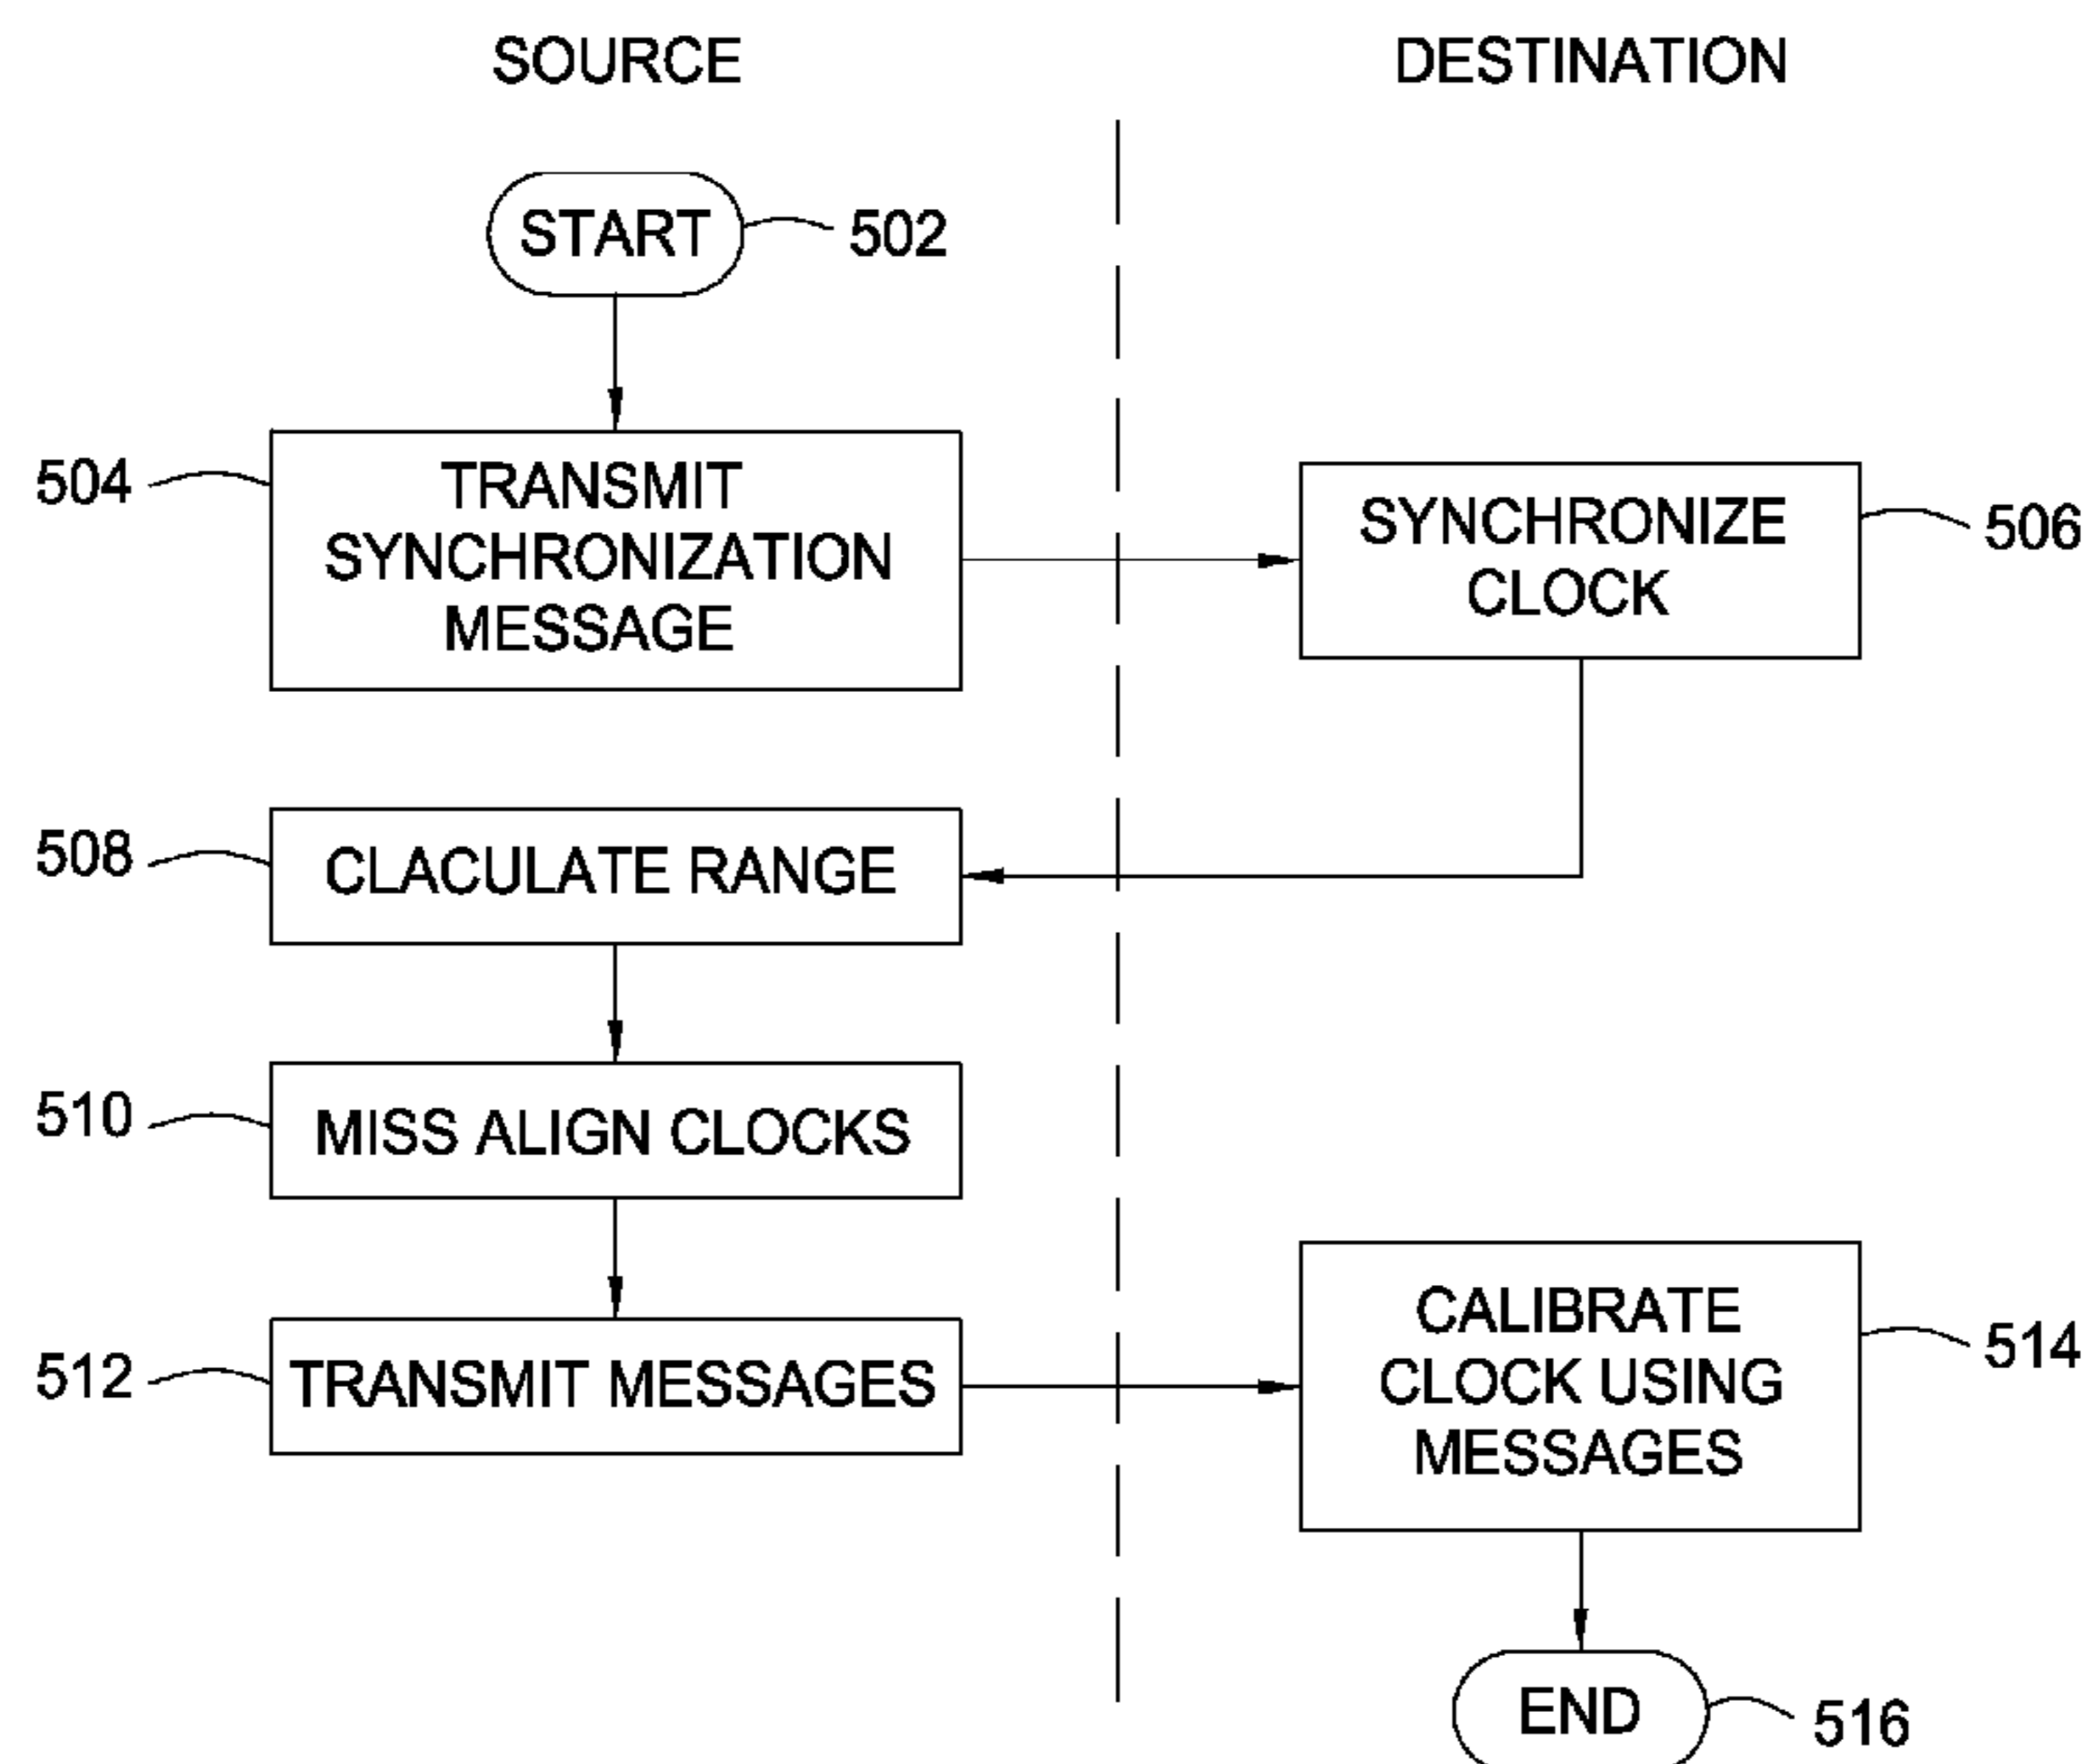 SOURCE
DESTINATION
START
502
504
TRANSMIT
SYNCHRONIZATION
MESSAGE
SYNCHRONIZE
CLOCK
506
508
CLACULATE RANGE
510
MISS ALIGN CLOCKS
512
TRANSMIT MESSAGES
CALIBRATE
CLOCK USING
MESSAGES
514
END
516